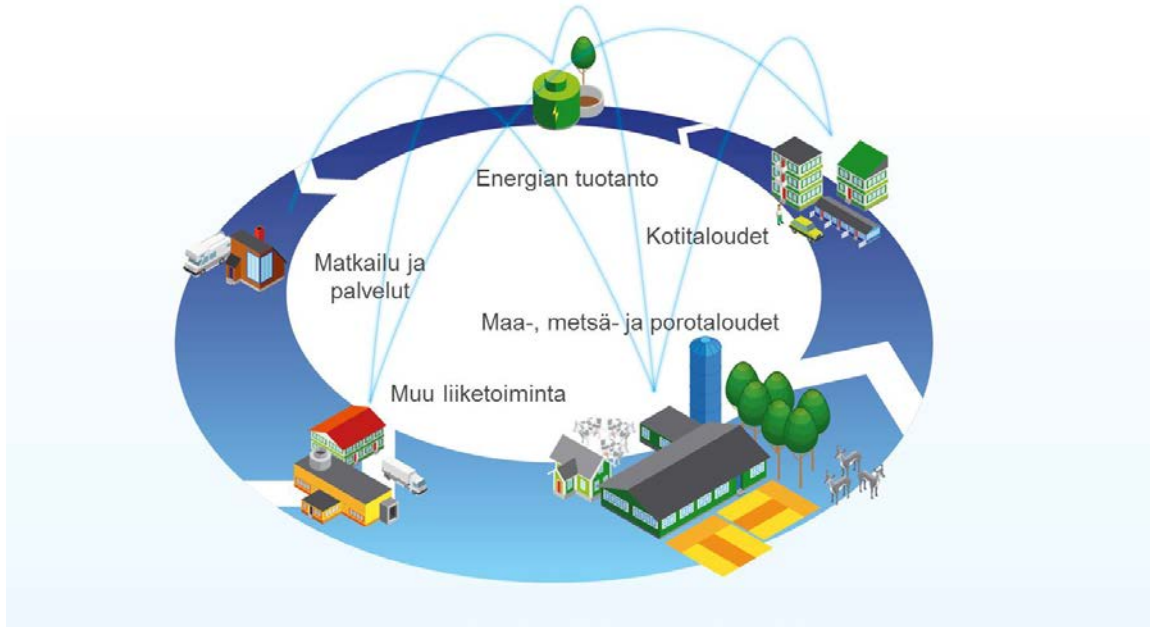 Energian tuotanto
Kotitaloudet
Matkailu ja
palvelut
Maa-, metsä- ja porotaloudet
Muu liiketoiminta